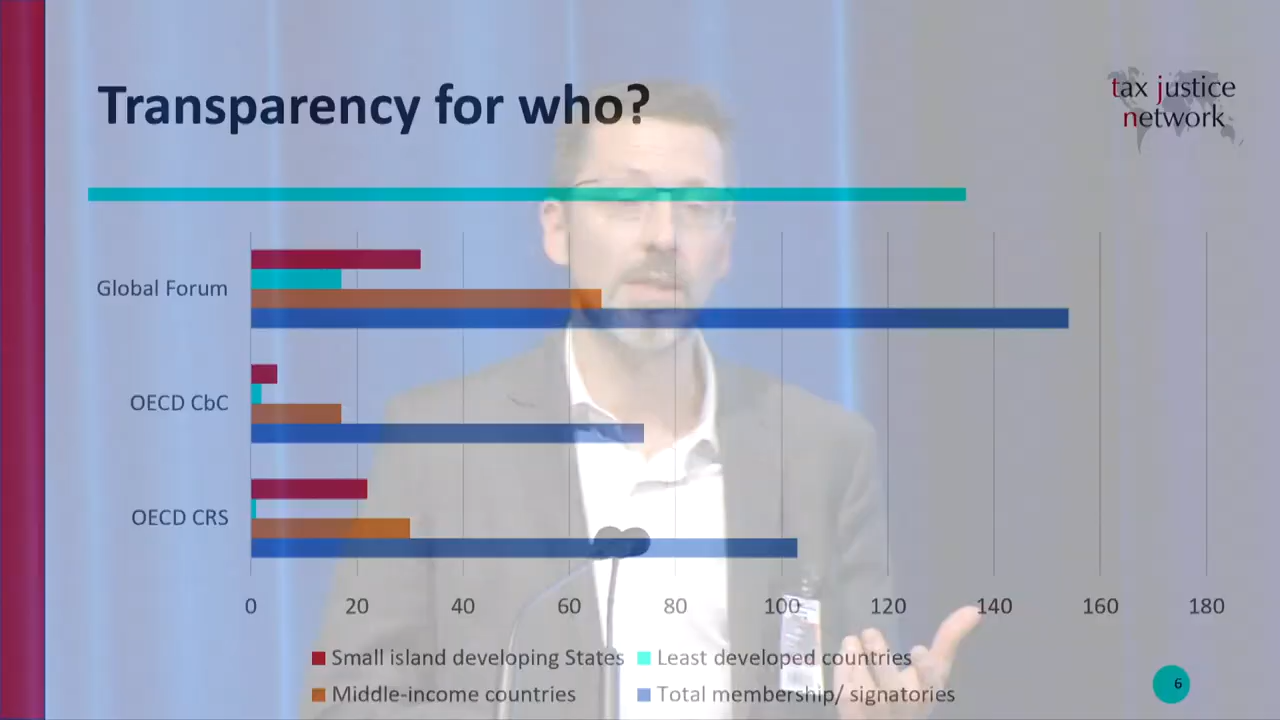 Transparency for who?
tax justice
network
Global Forum
OECD CbC
OECD CRS
0 20 40 60 80 100 120 140 160 180
Small island developing States Least developed countries
Middle-income countries Total membership/ signatories
6